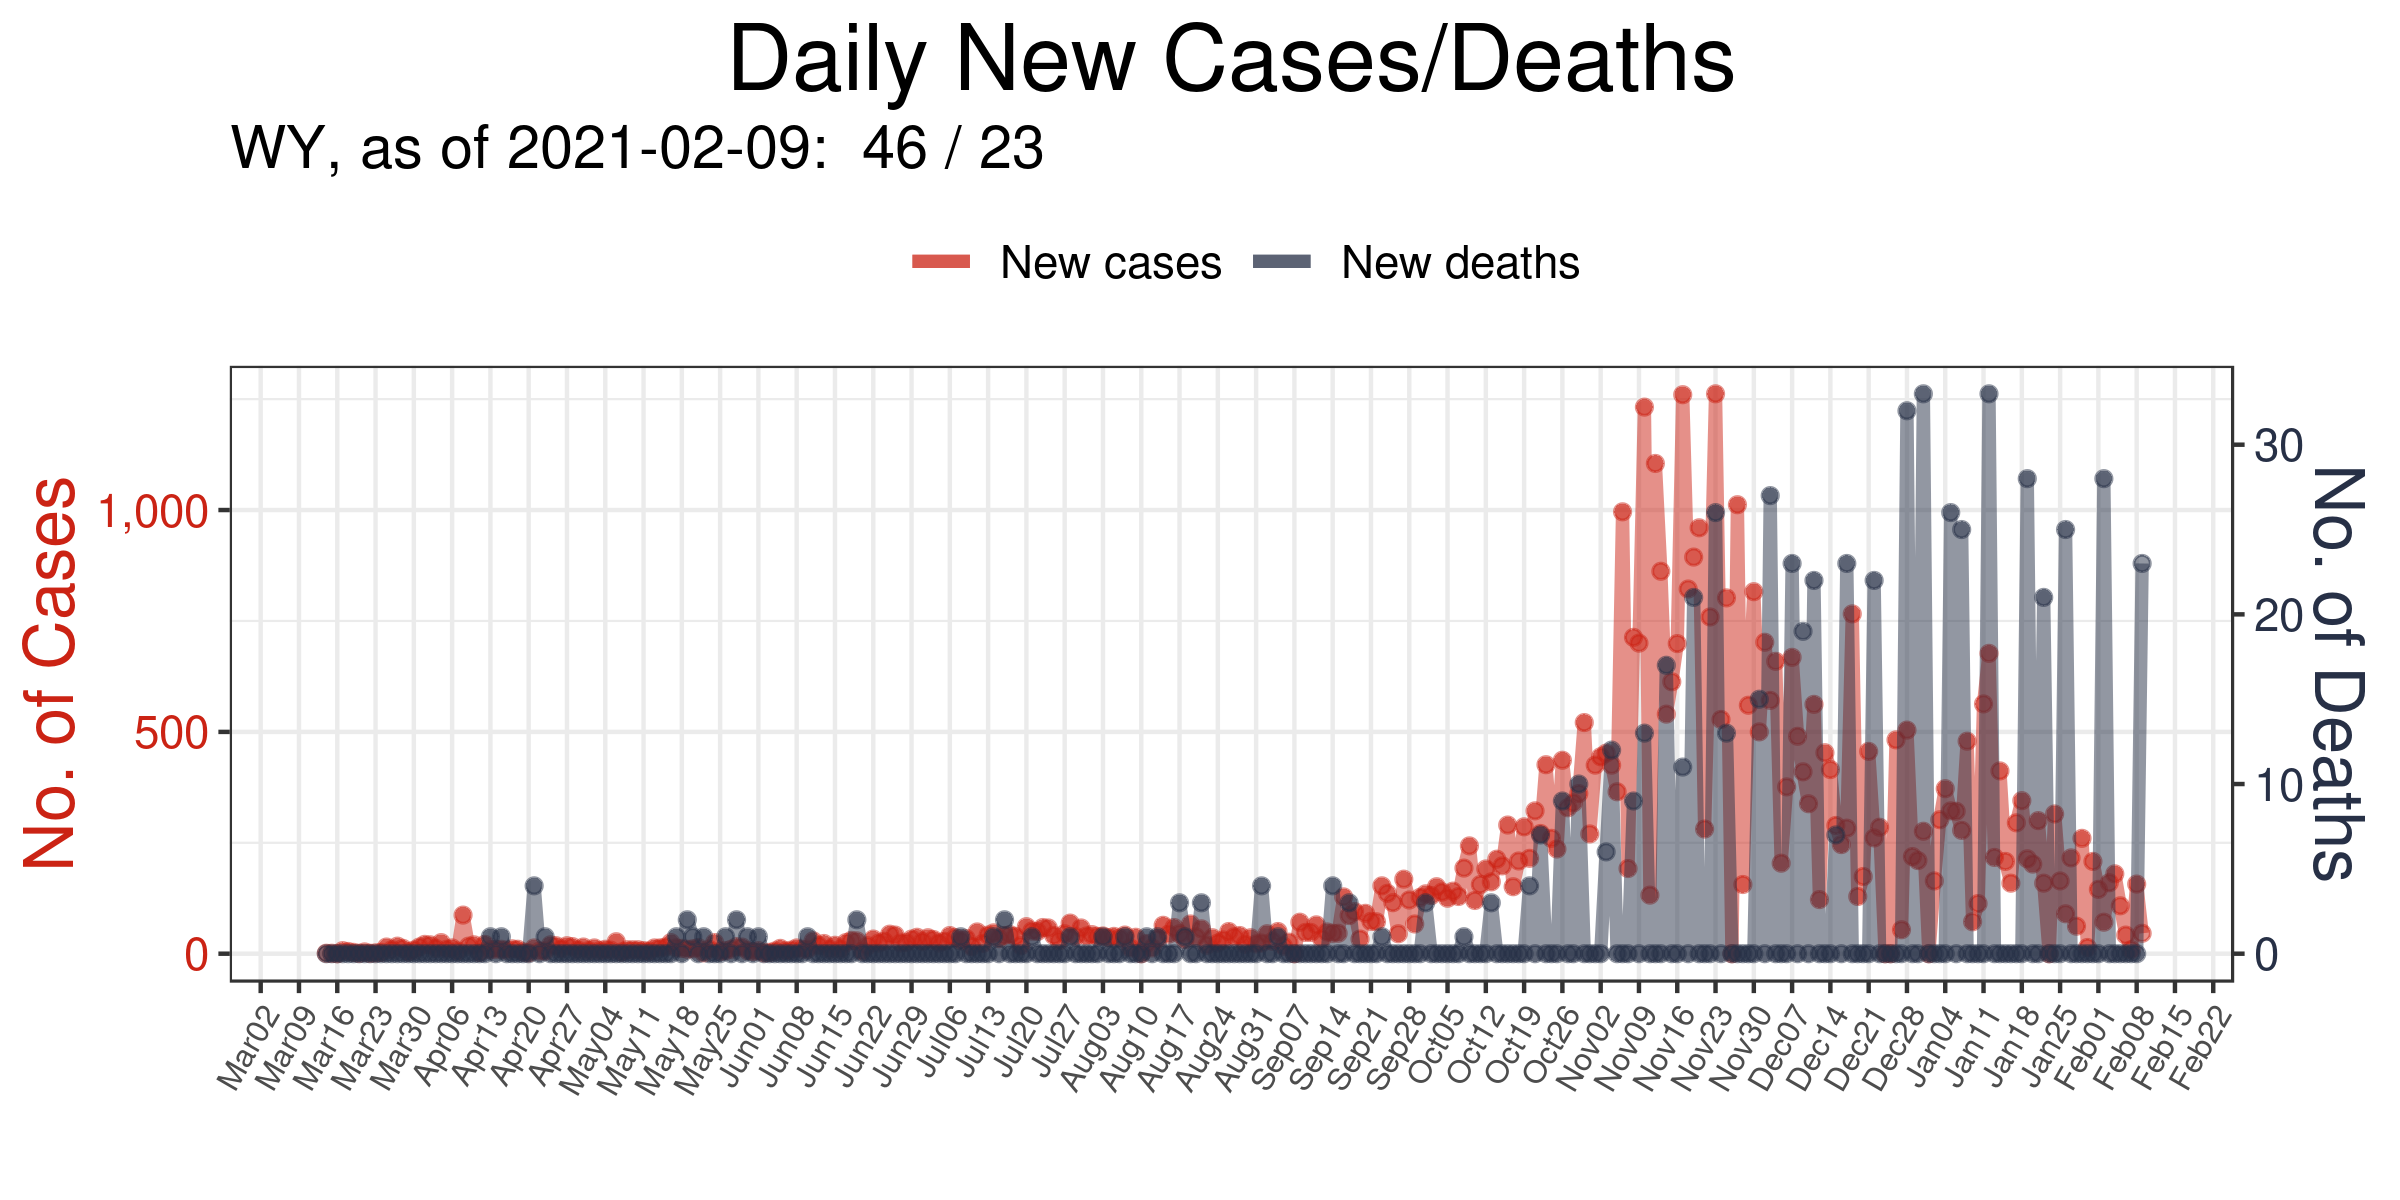 Daily New Cases/Deaths
WY, as of 2021-02-09:  46 / 23
New cases
New deaths
No. of Cases
1,000
500
0
30
20
10
0
No. of Deaths
Mar02
Mar09
Mar16
Mar23
Mar30
Apr06
Apr13
Apr20
Apr27
May04
May11
May18
May25
Jun01
Jun08
Jun15
Jun22
Jun29
Jul06
Jul13
Jul20
Jul27
Aug03
Aug10
Aug17
Aug24
Aug31
Sep07
Sep14
Sep21
Sep28
Oct05
Oct12
Oct19
Oct26
Nov02
Nov09
Nov16
Nov23
Nov30
Dec07
Dec14
Dec21
Dec28
Dec04
Jan11
Jan11
Jan18
Jan25
Feb01
Feb08
Feb15
Feb22